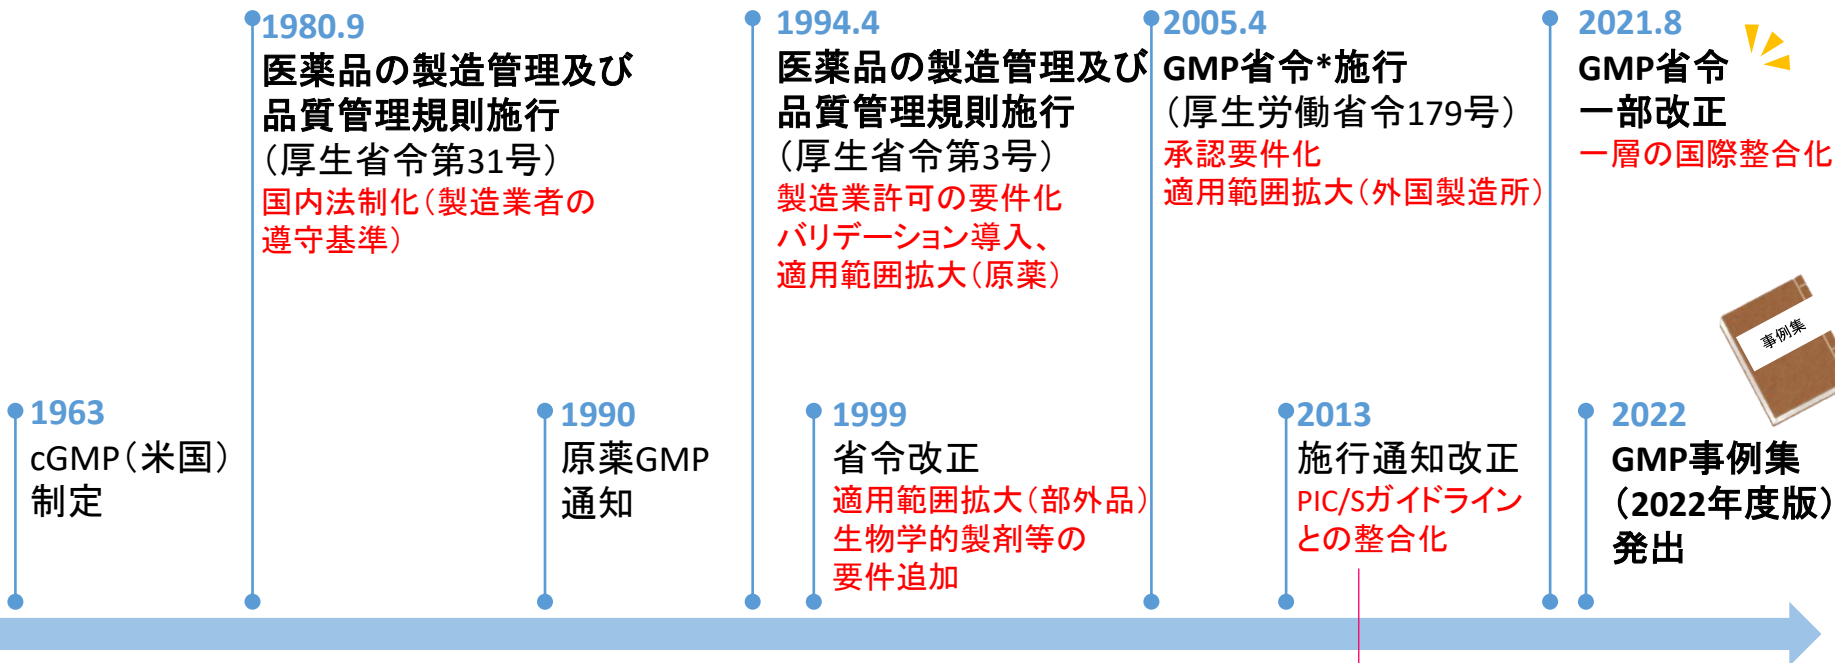 1980.9
医薬品の製造管理及び
品質管理規則施行
（厚生省令第31号）
国内法制化（製造業者の
遵守基準）
1994.4
医薬品の製造管理及び
品質管理規則施行
（厚生省令第3号）
製造業許可の要件化
バリデーション導入、
適用範囲拡大（原薬）
2005.4
GMP省令*施行
（厚生労働省令179号）
承認要件化
適用範囲拡大（外国製造所）
2021.8
GMP省令
一部改正
一層の国際整合化
事例集
1963
cGMP（米国）
制定
1990
原薬GMP
通知
1999
省令改正
適用範囲拡大（部外品）
生物学的製剤等の
要件追加
2013
施行通知改正
PIC/Sガイドライン
との整合化
2022
GMP事例集
（2022年度版）
発出